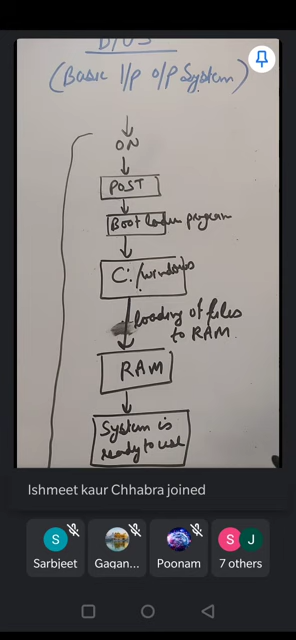 BIOS
(Basic I/p O/p System)
ON
POST
Boot loader program
C:/windows
loading of files
to RAM
RAM
System is
ready to use
Ishmeet kaur Chhabra joined
S
S J
Sarbjeet
Gagan...
Poonam
7 others